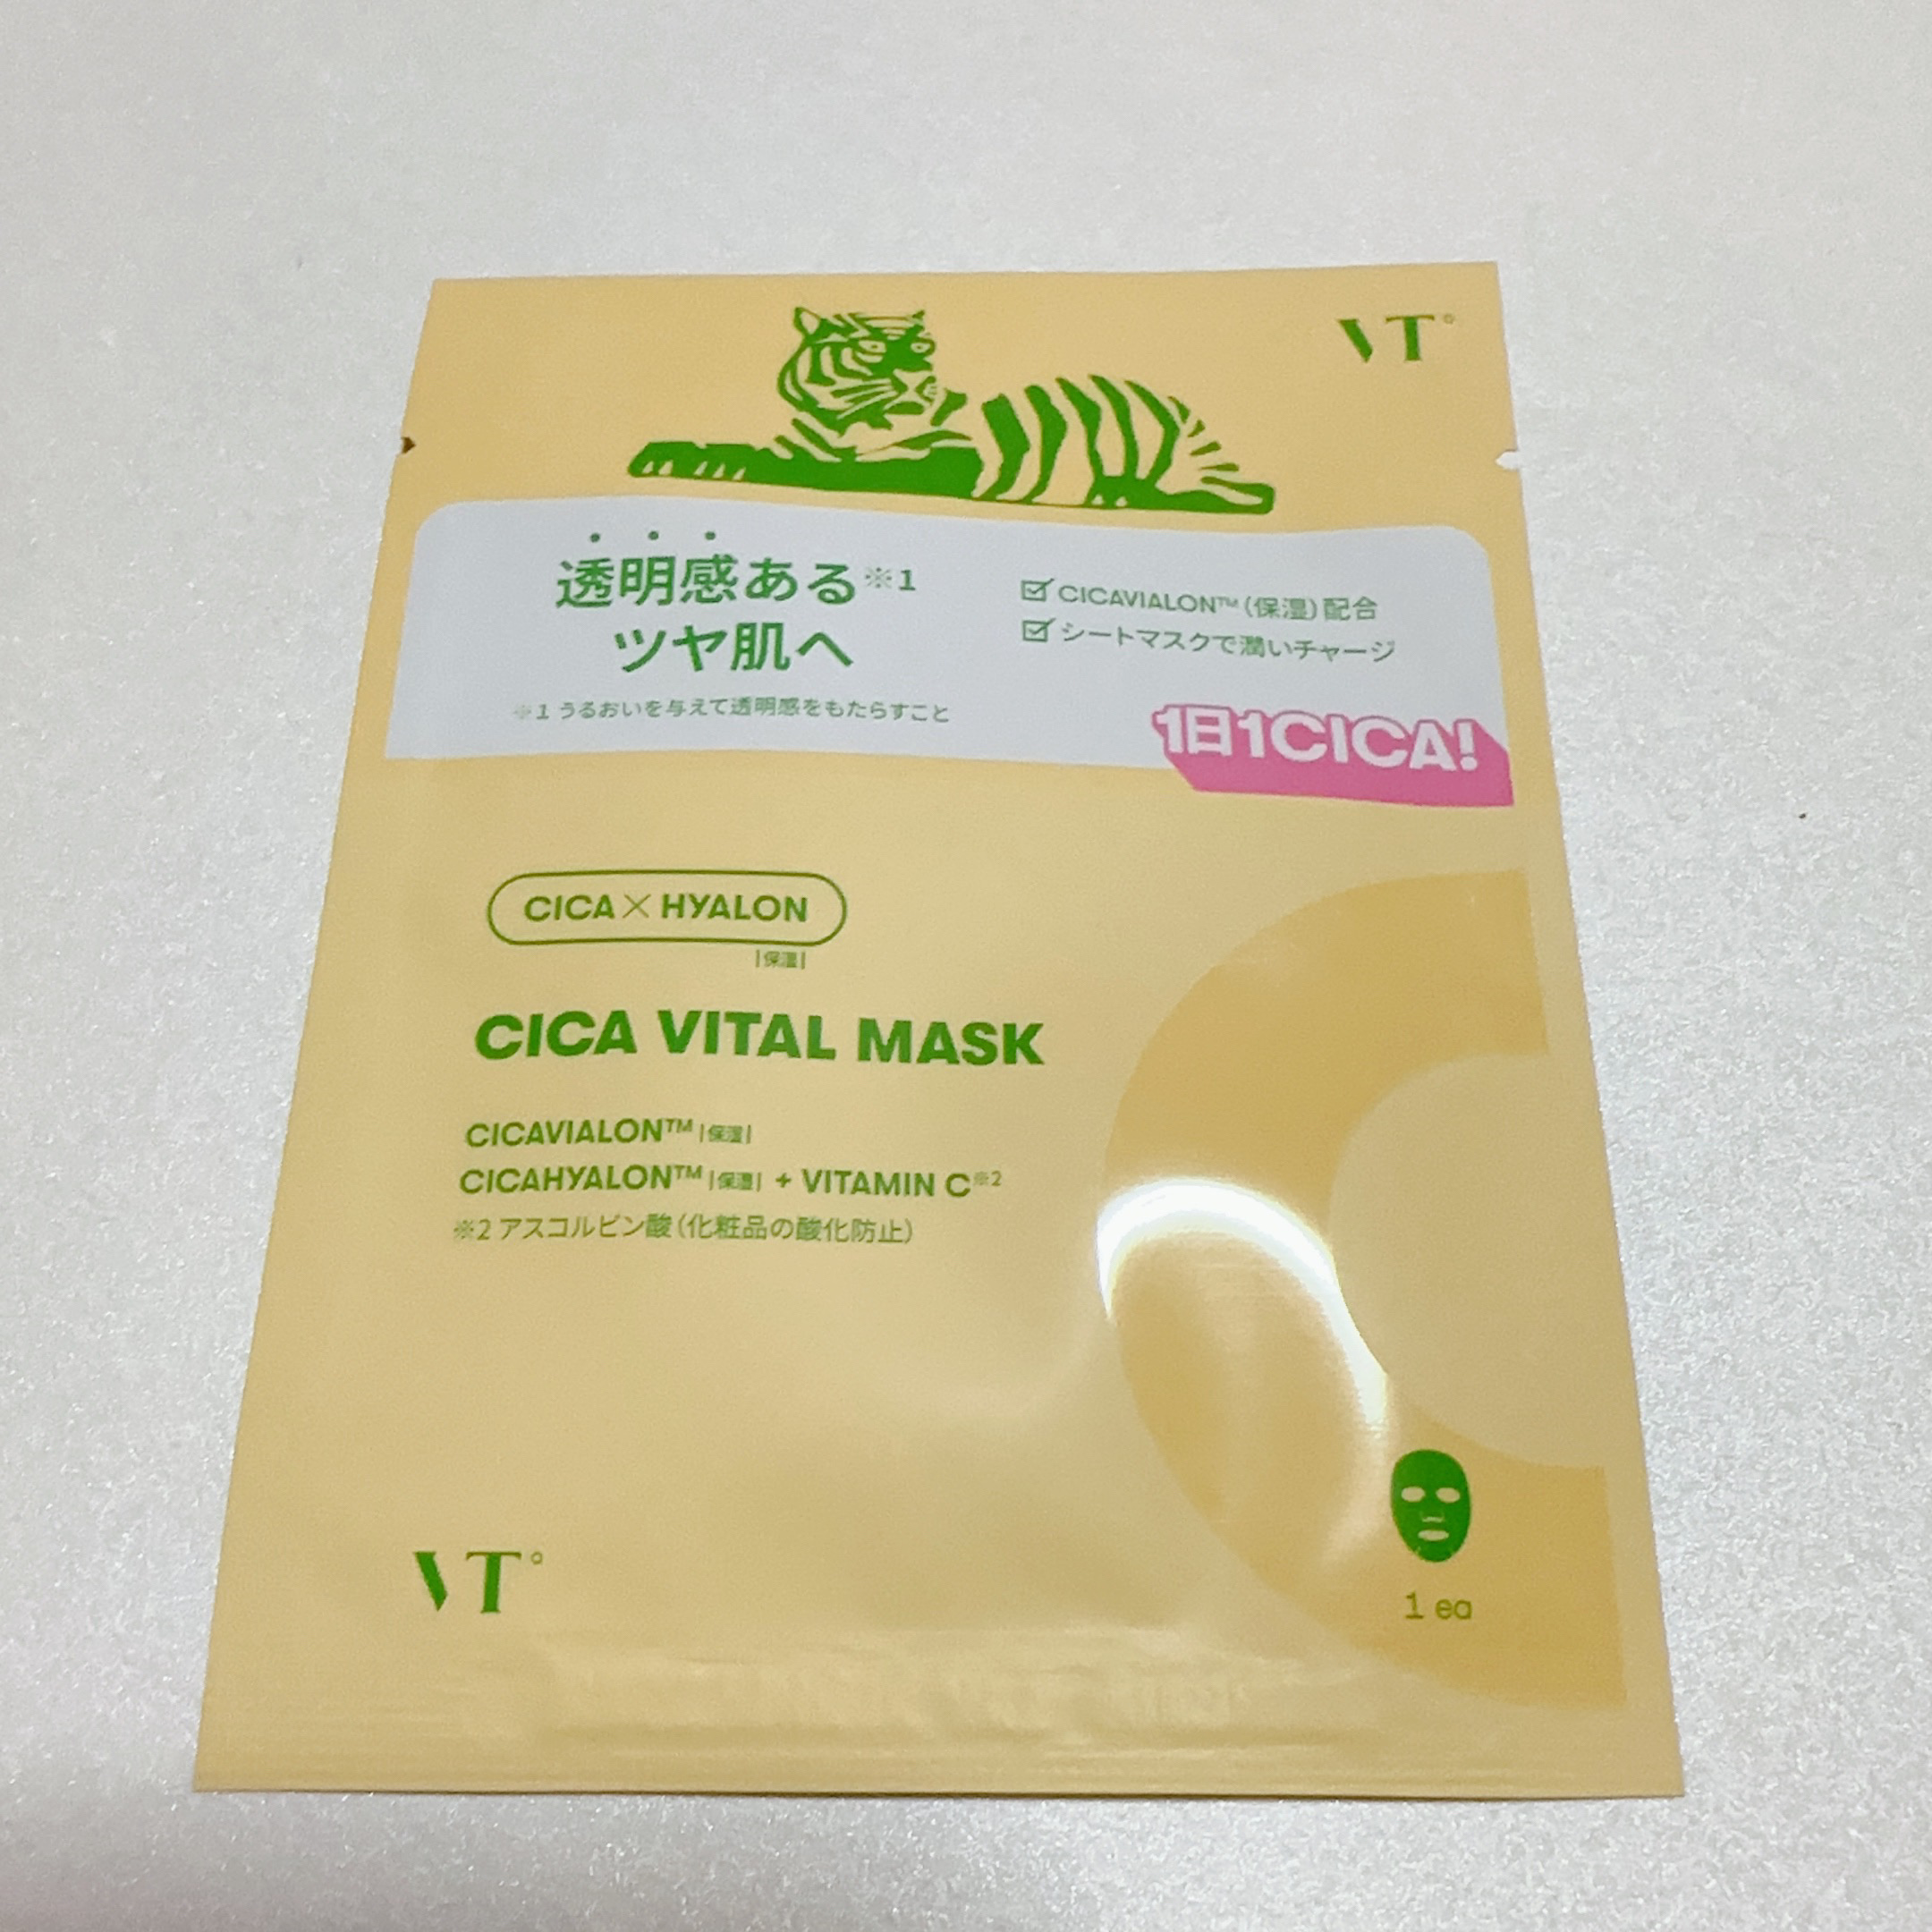 VT
透明感ある※1
ツヤ肌へ
※1 うるおいを与えて透明感をもたらすこと
CICAVIALON™(保湿)配合
シートマスクで潤いチャージ
1日1CICA!
CICA×HYALON
|保湿|
CICA VITAL MASK
CICAVIALON™|保湿|
CICAHYALON™|保湿| + VITAMIN C※2
※2 アスコルビン酸(化粧品の酸化防止)
VT
1 ea